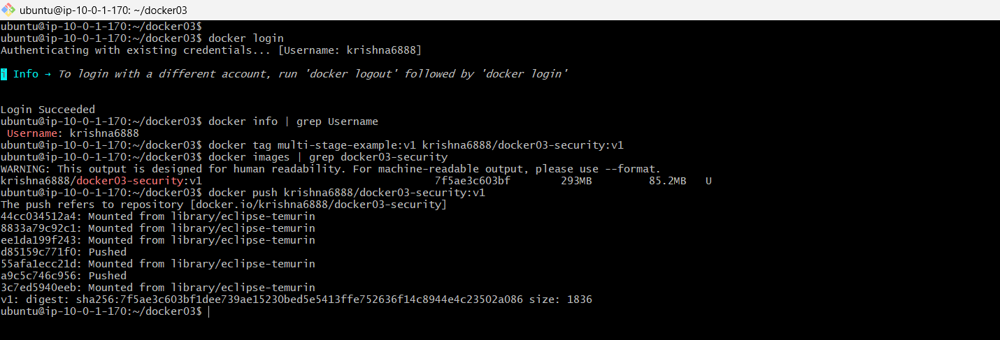 ubuntu@ip-10-0-1-170: ~/docker03
ubuntu@ip-10-0-1-170:~/docker03$
ubuntu@ip-10-0-1-170:~/docker03$ docker login
Authenticating with existing credentials... [Username: krishna6888]
i Info → To login with a different account, run 'docker logout' followed by 'docker login'
Login Succeeded
ubuntu@ip-10-0-1-170:~/docker03$ docker info | grep Username
Username: krishna6888
ubuntu@ip-10-0-1-170:~/docker03$ docker tag multi-stage-example:v1 krishna6888/docker03-security:v1
ubuntu@ip-10-0-1-170:~/docker03$ docker images | grep docker03-security
WARNING: This output is designed for human readability. For machine-readable output, please use --format.
krishna6888/docker03-security:v1 7f5ae3c603bf 293MB 85.2MB U
ubuntu@ip-10-0-1-170:~/docker03$ docker push krishna6888/docker03-security:v1
The push refers to repository [docker.io/krishna6888/docker03-security]
44cc034512a4: Mounted from library/eclipse-temurin
8833a79c92c1: Mounted from library/eclipse-temurin
ee1da199f243: Mounted from library/eclipse-temurin
d85159c771f0: Pushed
55afa1ecc21d: Mounted from library/eclipse-temurin
a9c5c746c956: Pushed
3c7ed5940eeb: Mounted from library/eclipse-temurin
v1: digest: sha256:7f5ae3c603bf1dee739ae15230bed5e5413ffe752636f14c8944e4c23502a086 size: 1836
ubuntu@ip-10-0-1-170:~/docker03$